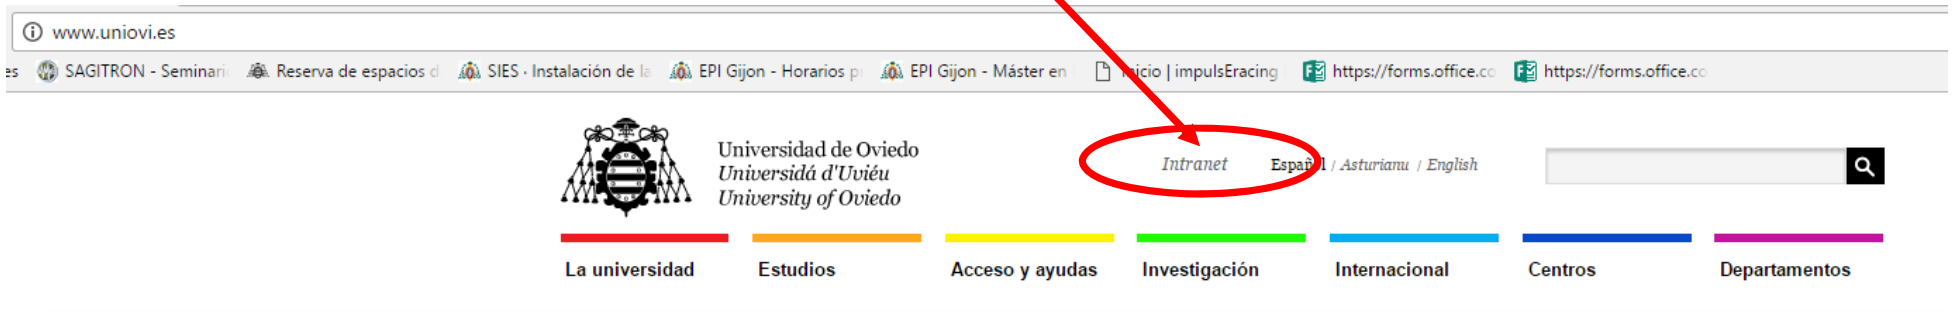 www.uniovi.es
es SAGITRON - Seminari Reserva de espacios d SIES · Instalación de la EPI Gijon - Horarios p EPI Gijon - Máster en Inicio | impulsEracing https://forms.office.co https://forms.office.co
Universidad de Oviedo
Universidá d'Uviéu
University of Oviedo
Intranet Español / Asturianu / English
La universidad Estudios Acceso y ayudas Investigación Internacional Centros Departamentos